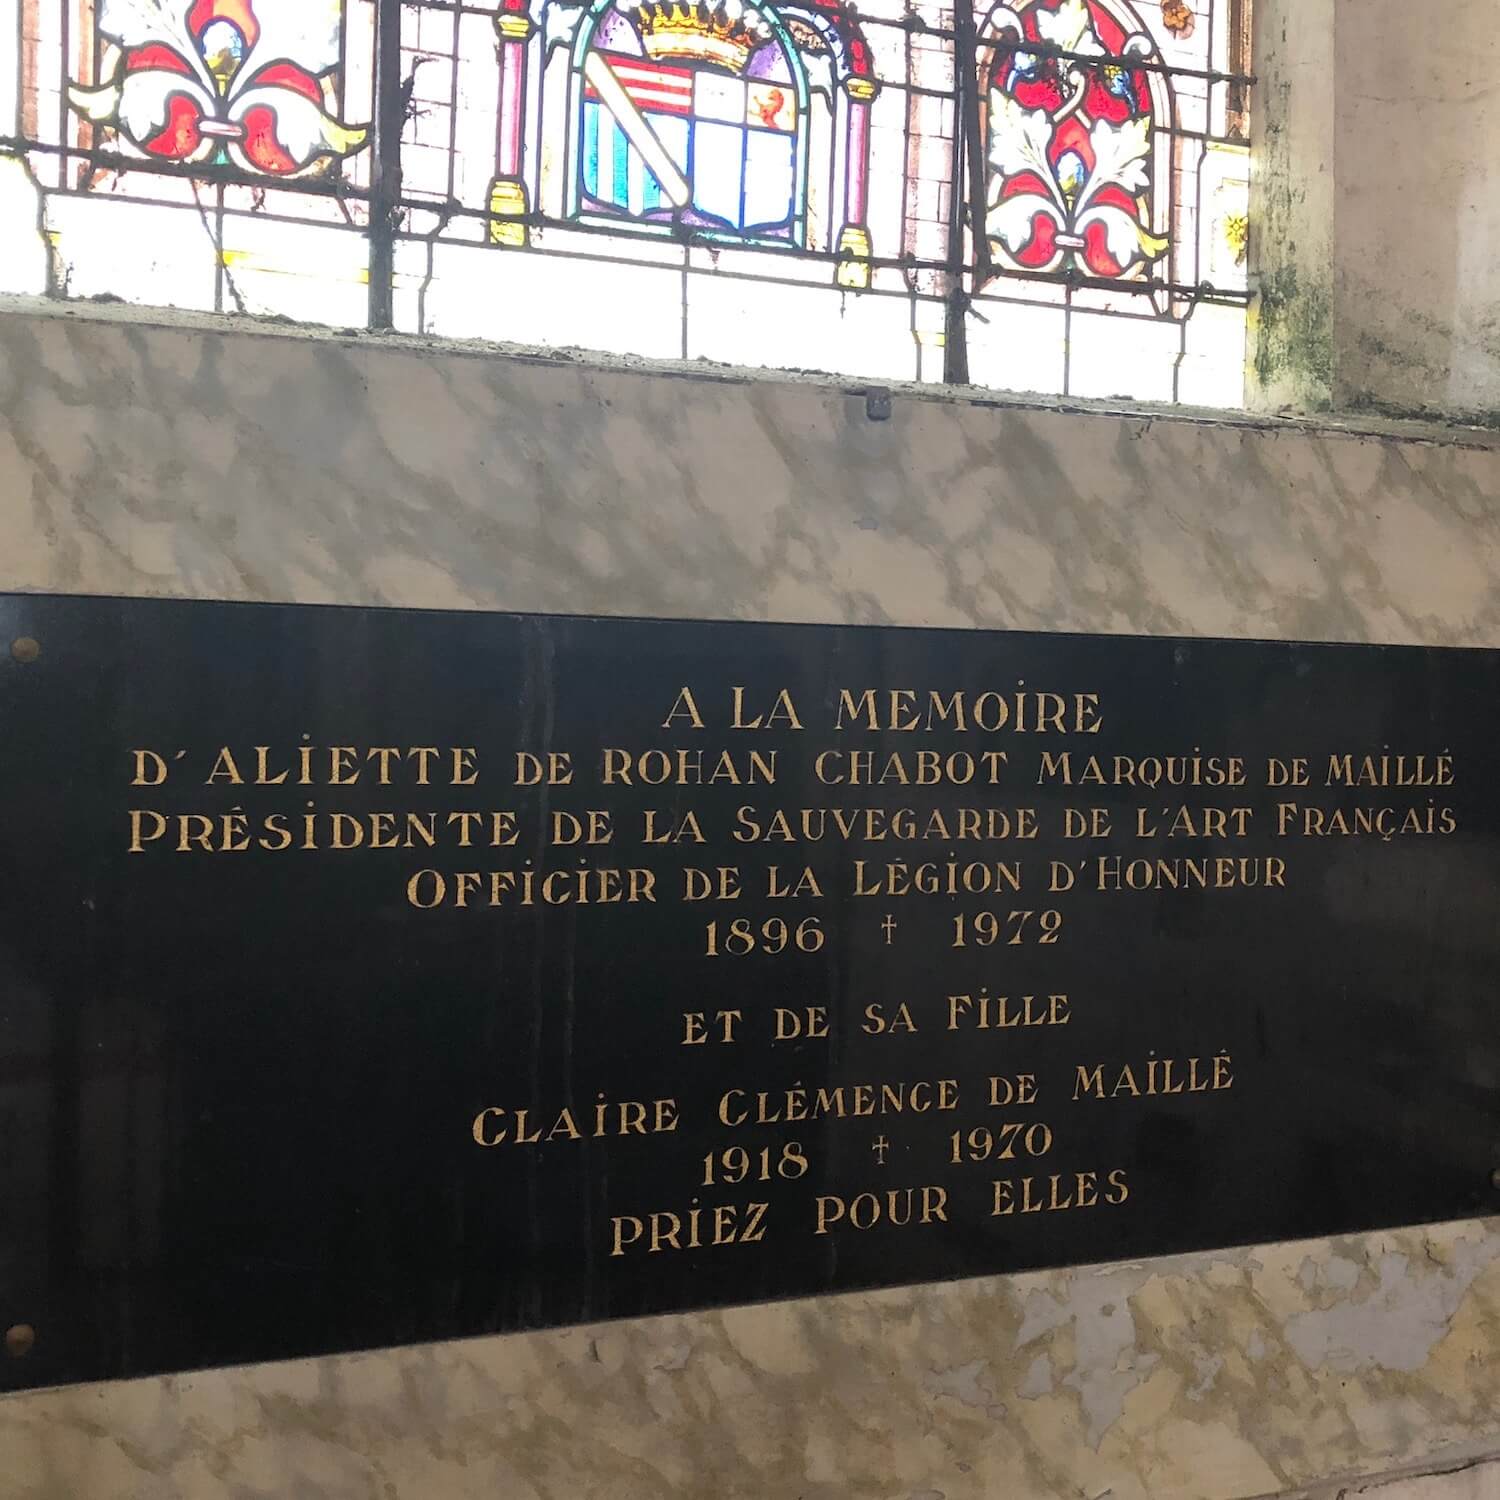 A LA MEMOIRE
D'ALIETTE DE ROHAN CHABOT MARQUISE DE MAILLÉ
PRÉSIDENTE DE LA SAUVEGARDE DE L'ART FRANÇAIS
OFFICIER DE LA LÉGION D'HONNEUR
1896 † 1972
ET DE SA FILLE
CLAIRE CLÉMENCE DE MAILLÉ
1918 † 1970
PRIEZ POUR ELLES